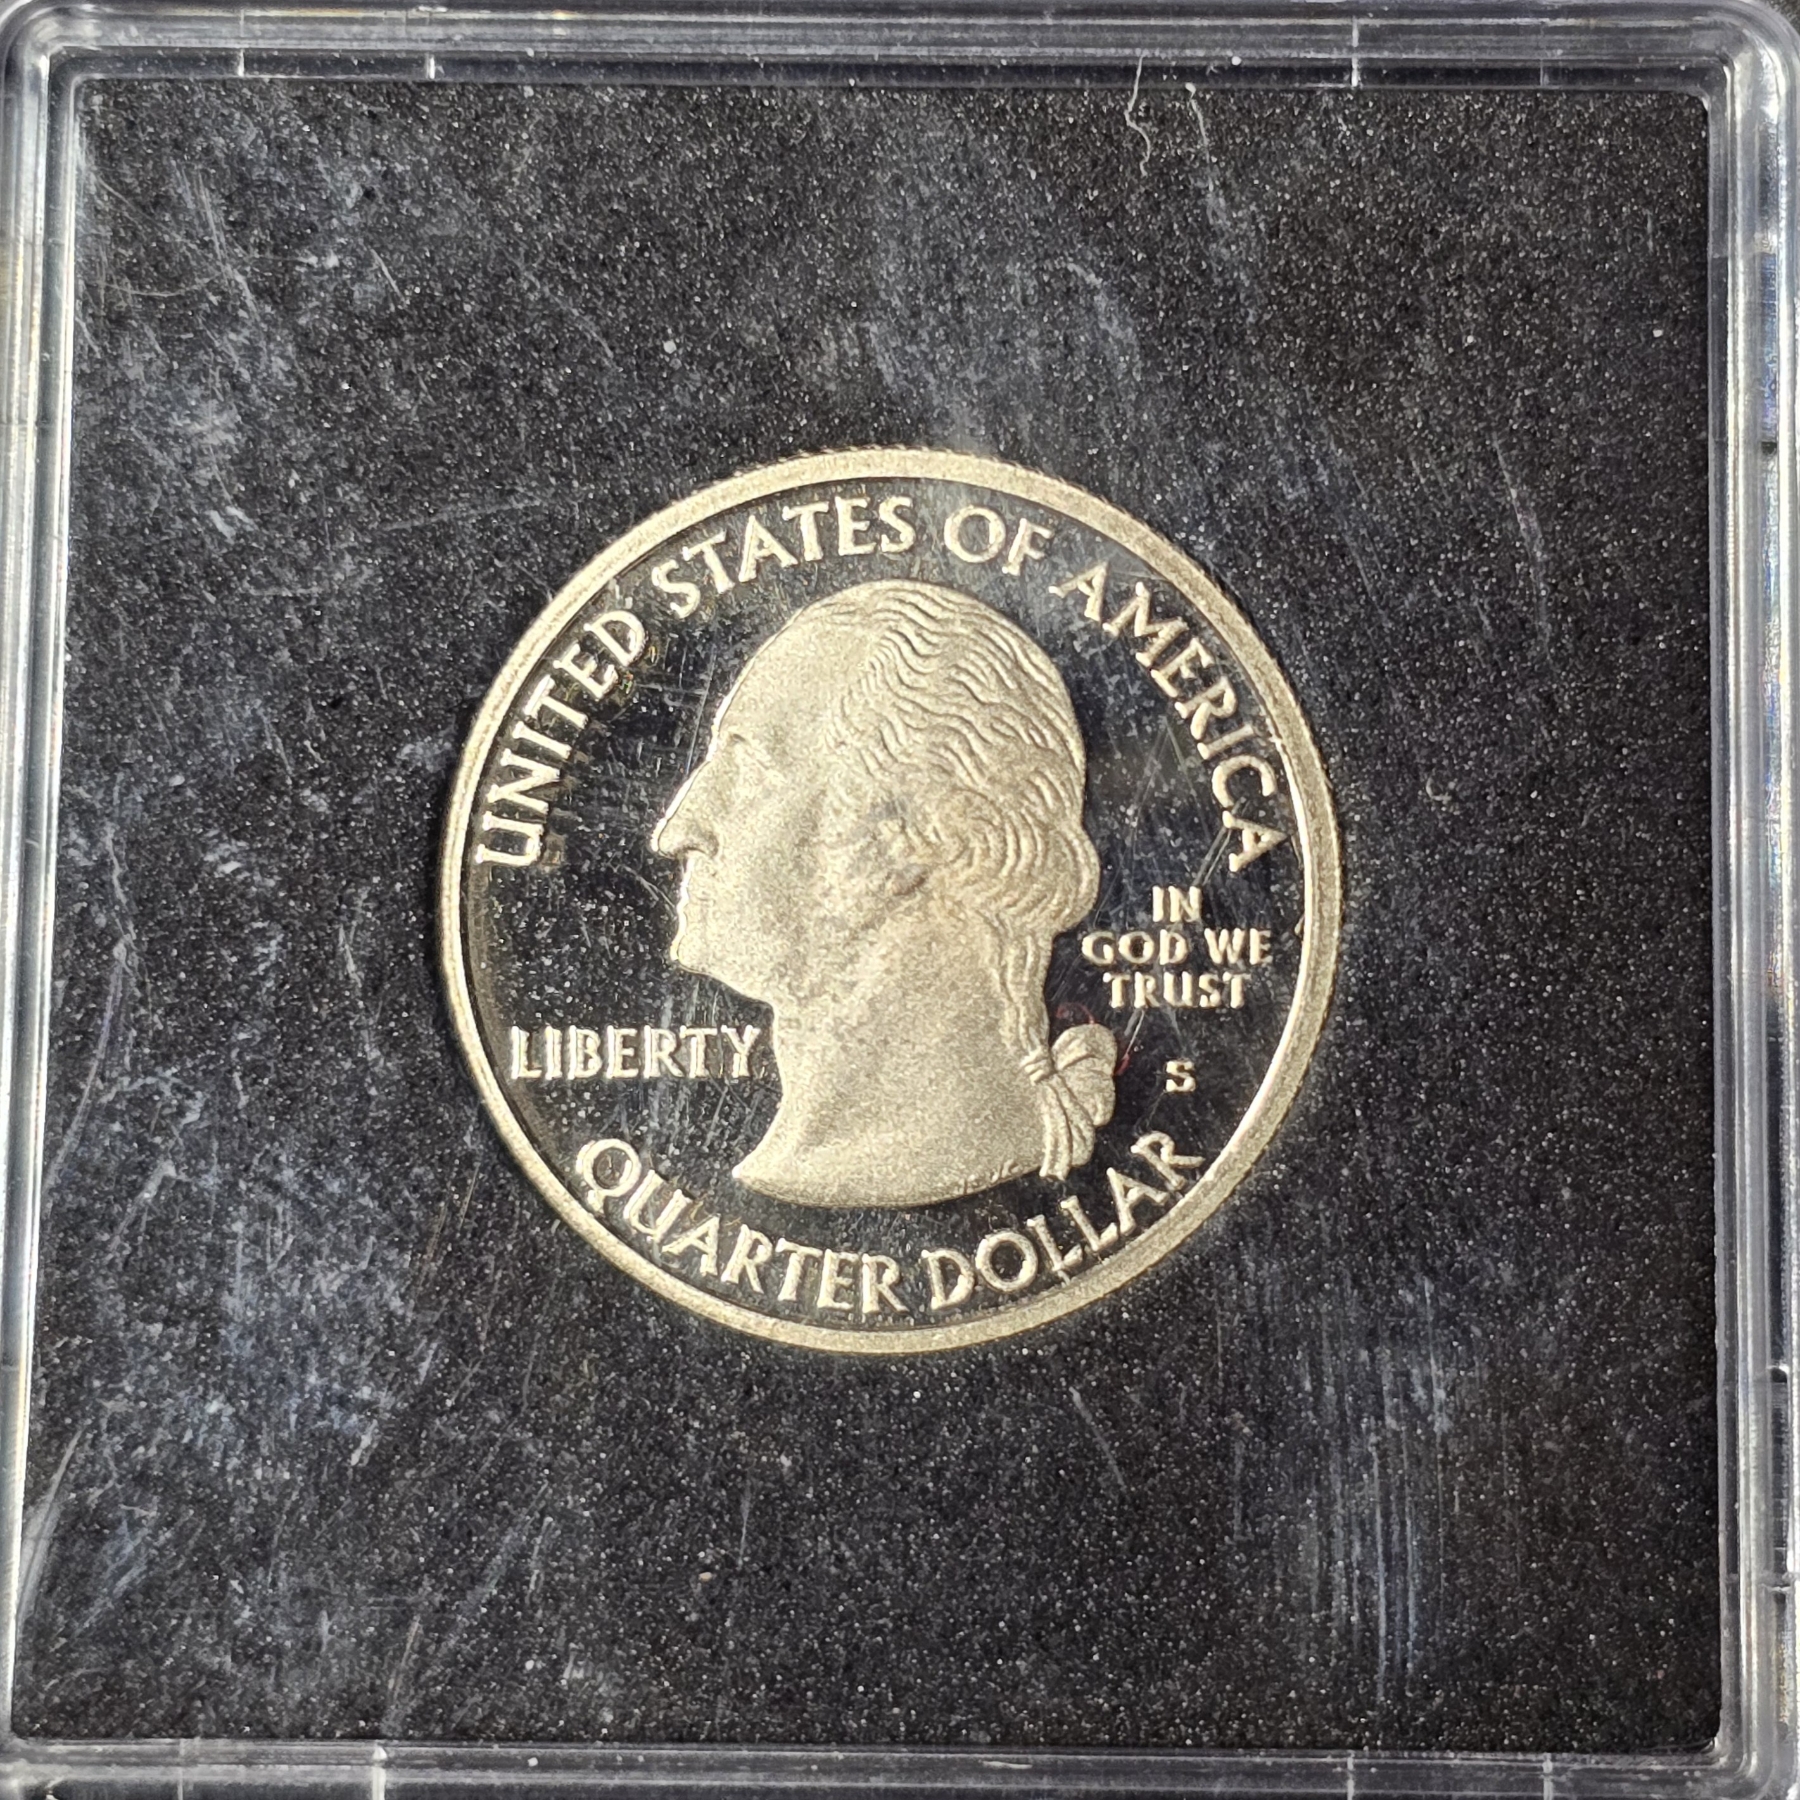 UNITED STATES OF AMERICA
IN
GOD WE
TRUST
LIBERTY
S
QUARTER DOLLAR